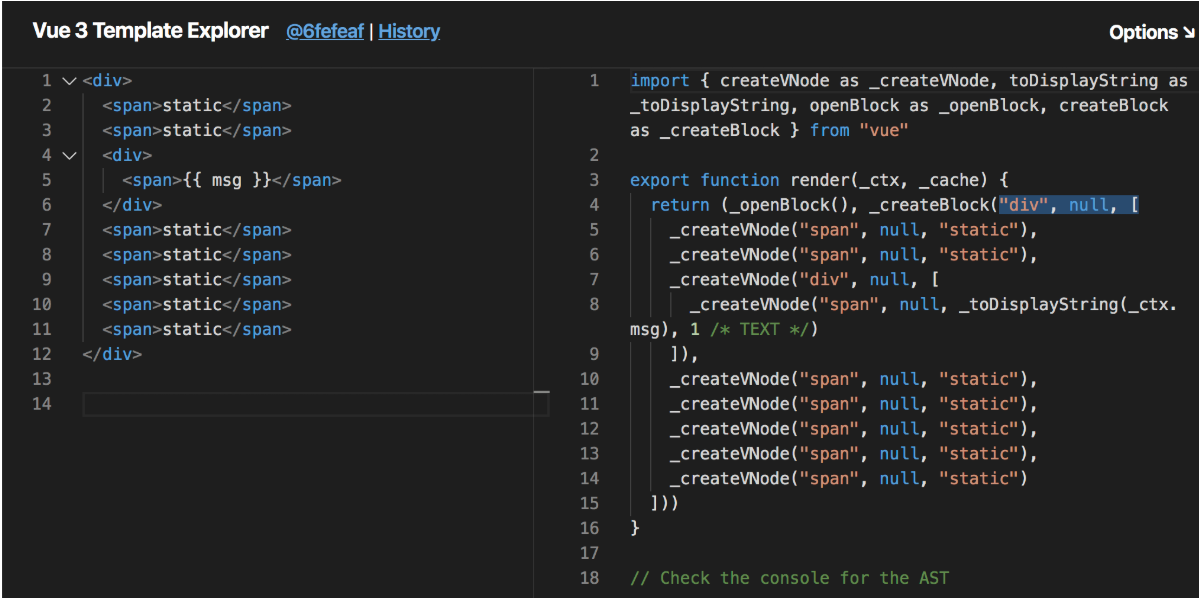 Vue 3 Template Explorer @6fefeaf | History
Options ↘
1 <div>
2 <span>static</span>
3 <span>static</span>
4 <div>
5 <span>{{ msg }}</span>
6 </div>
7 <span>static</span>
8 <span>static</span>
9 <span>static</span>
10 <span>static</span>
11 <span>static</span>
12 </div>
13
14
1 import { createVNode as _createVNode, toDisplayString as
_toDisplayString, openBlock as _openBlock, createBlock
as _createBlock } from "vue"
2
3 export function render(_ctx, _cache) {
4 return (_openBlock(), _createBlock("div", null, [
5 _createVNode("span", null, "static"),
6 _createVNode("span", null, "static"),
7 _createVNode("div", null, [
8 _createVNode("span", null, _toDisplayString(_ctx.
msg), 1 /* TEXT */)
9 ]),
10 _createVNode("span", null, "static"),
11 _createVNode("span", null, "static"),
12 _createVNode("span", null, "static"),
13 _createVNode("span", null, "static"),
14 _createVNode("span", null, "static")
15 ]))
16 }
17
18 // Check the console for the AST